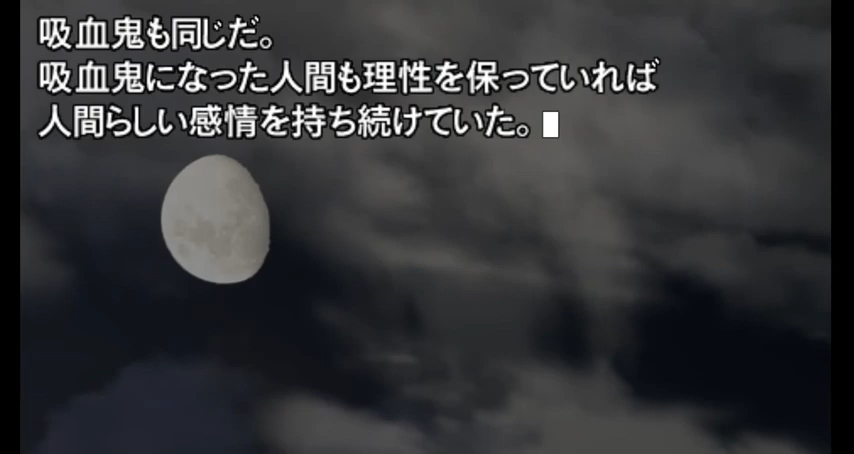 吸血鬼も同じだ。
吸血鬼になった人間も理性を保っていれば
人間らしい感情を持ち続けていた。